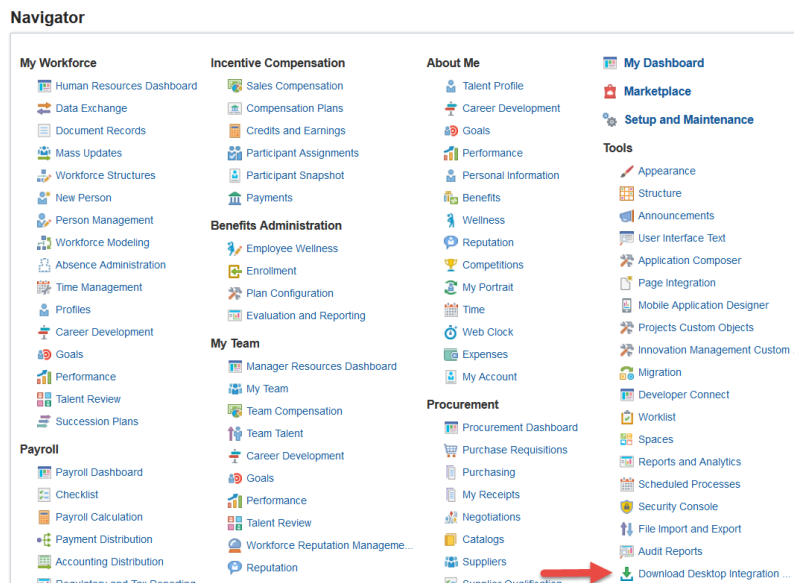 Navigator
My Workforce
Human Resources Dashboard
Data Exchange
Document Records
Mass Updates
Workforce Structures
New Person
Person Management
Workforce Modeling
Absence Administration
Time Management
Profiles
Career Development
Goals
Performance
Talent Review
Succession Plans
Payroll
Payroll Dashboard
Checklist
Payroll Calculation
Payment Distribution
Accounting Distribution
Regulatory and Tax Reporting
Incentive Compensation
Sales Compensation
Compensation Plans
Credits and Earnings
Participant Assignments
Participant Snapshot
Payments
Benefits Administration
Employee Wellness
Enrollment
Plan Configuration
Evaluation and Reporting
My Team
Manager Resources Dashboard
My Team
Team Compensation
Team Talent
Career Development
Goals
Performance
Talent Review
Workforce Reputation Manageme...
Reputation
About Me
Talent Profile
Career Development
Goals
Performance
Personal Information
Benefits
Wellness
Reputation
Competitions
My Portrait
Time
Web Clock
Expenses
My Account
Procurement
Procurement Dashboard
Purchase Requisitions
Purchasing
My Receipts
Negotiations
Catalogs
Suppliers
Supplier Qualification
My Dashboard
Marketplace
Setup and Maintenance
Tools
Appearance
Structure
Announcements
User Interface Text
Application Composer
Page Integration
Mobile Application Designer
Projects Custom Objects
Innovation Management Custom
Migration
Developer Connect
Worklist
Spaces
Reports and Analytics
Scheduled Processes
Security Console
File Import and Export
Audit Reports
Download Desktop Integration ...